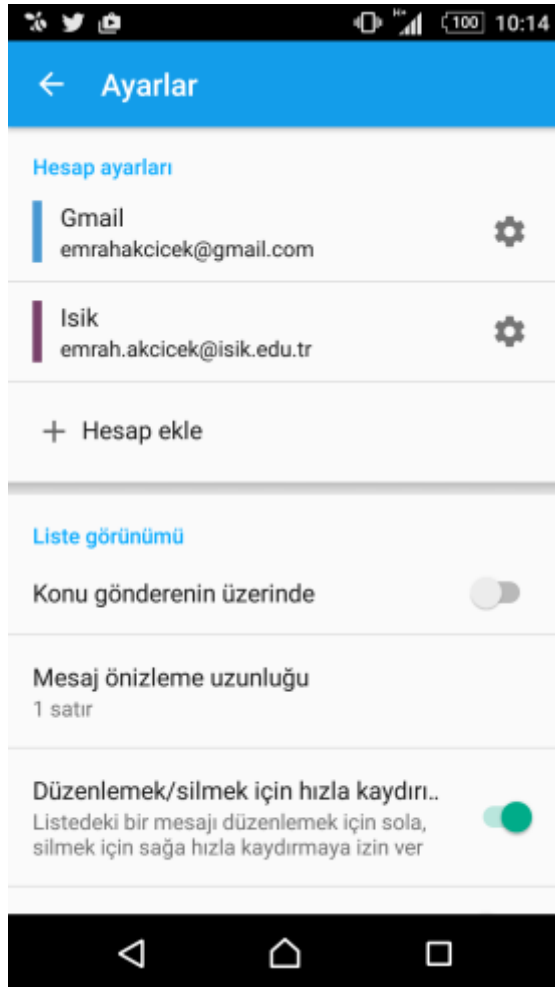 H+ 100 10:14
Ayarlar
Hesap ayarları
Gmail
emrahakcicek@gmail.com
Isik
emrah.akcicek@isik.edu.tr
+ Hesap ekle
Liste görünümü
Konu gönderenin üzerinde
Mesaj önizleme uzunluğu
1 satır
Düzenlemek/silmek için hızla kaydırı..
Listedeki bir mesajı düzenlemek için sola,
silmek için sağa hızla kaydırmaya izin ver